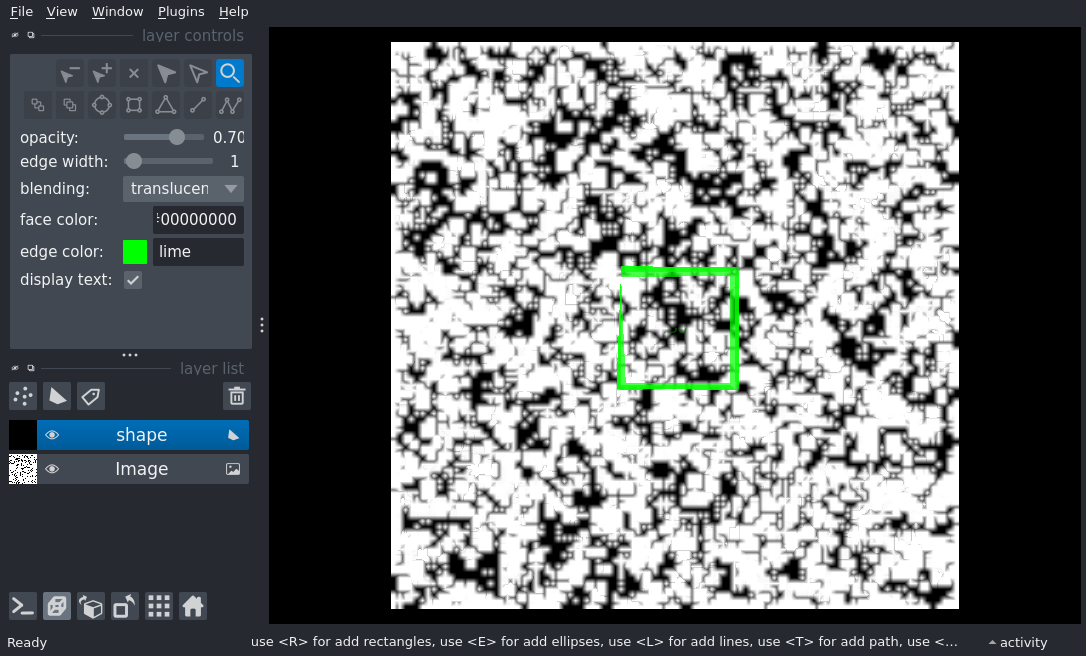 File View Window Plugins Help
layer controls
opacity: 0.70
edge width: 1
blending: translucen
face color: 00000000
edge color: lime
display text:
layer list
shape
Image
Ready use <R> for add rectangles, use <E> for add ellipses, use <L> for add lines, use <T> for add path, use <... activity